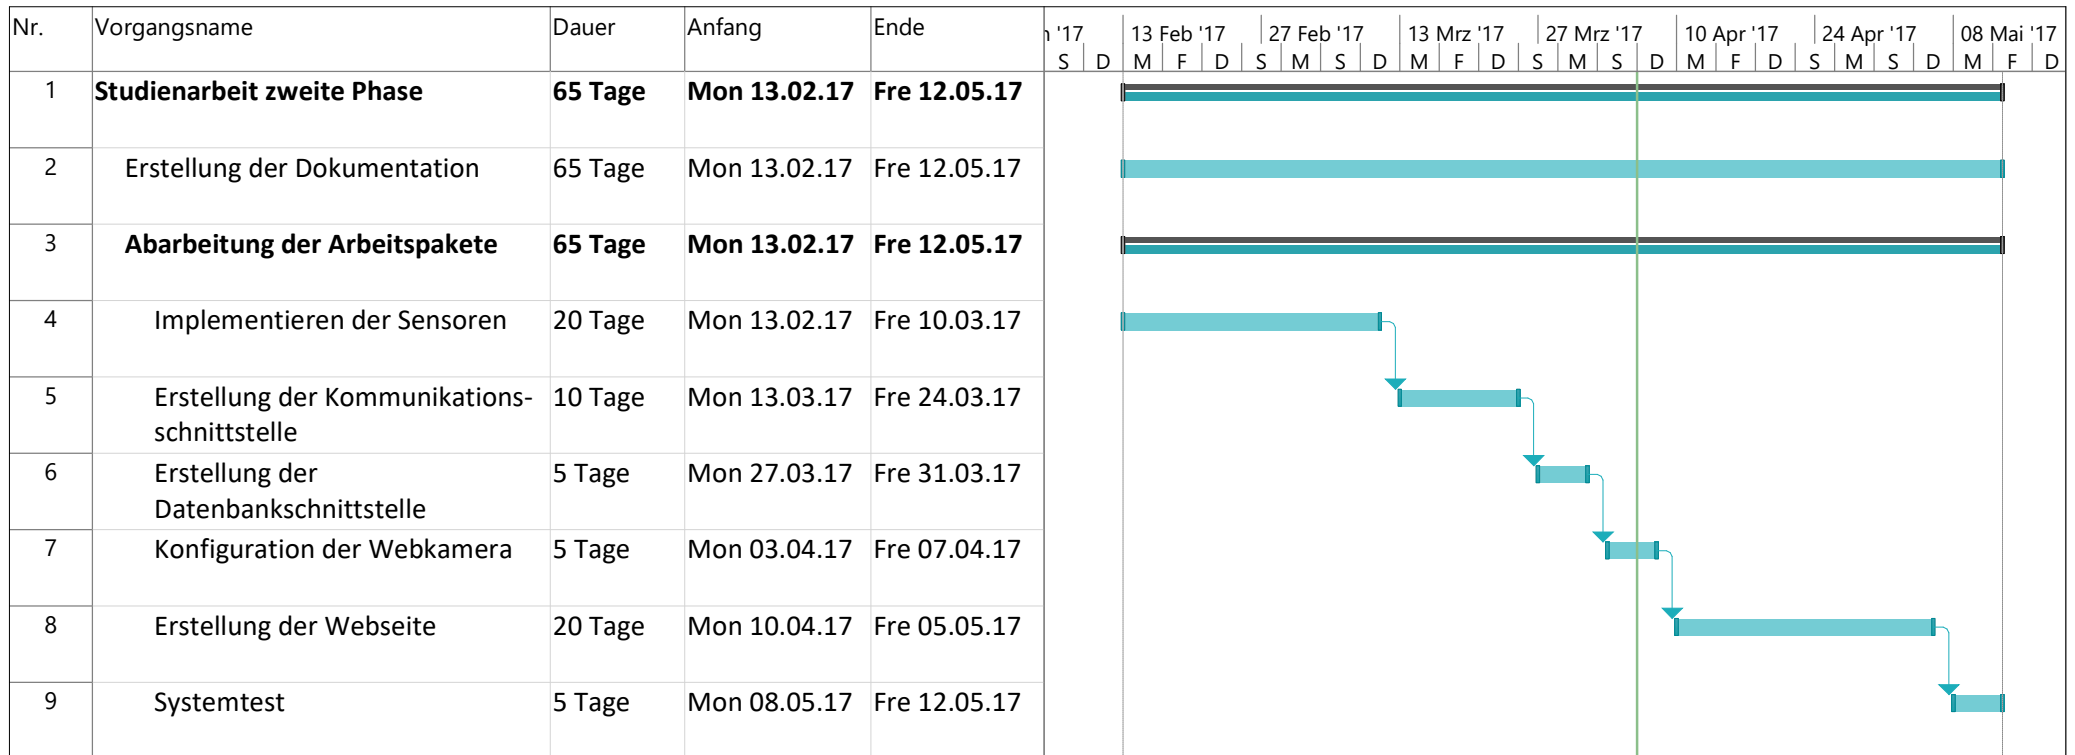 Nr. Vorgangsname Dauer Anfang Ende '17 13 Feb '17 27 Feb '17 13 Mrz '17 27 Mrz '17 10 Apr '17 24 Apr '17 08 Mai '17
S D M F D S M S D M F D S M S D M F D S M S D M F D
1 Studienarbeit zweite Phase 65 Tage Mon 13.02.17 Fre 12.05.17
2 Erstellung der Dokumentation 65 Tage Mon 13.02.17 Fre 12.05.17
3 Abarbeitung der Arbeitspakete 65 Tage Mon 13.02.17 Fre 12.05.17
4 Implementieren der Sensoren 20 Tage Mon 13.02.17 Fre 10.03.17
5 Erstellung der Kommunikations- 10 Tage Mon 13.03.17 Fre 24.03.17
schnittstelle
6 Erstellung der 5 Tage Mon 27.03.17 Fre 31.03.17
Datenbankschnittstelle
7 Konfiguration der Webkamera 5 Tage Mon 03.04.17 Fre 07.04.17
8 Erstellung der Webseite 20 Tage Mon 10.04.17 Fre 05.05.17
9 Systemtest 5 Tage Mon 08.05.17 Fre 12.05.17